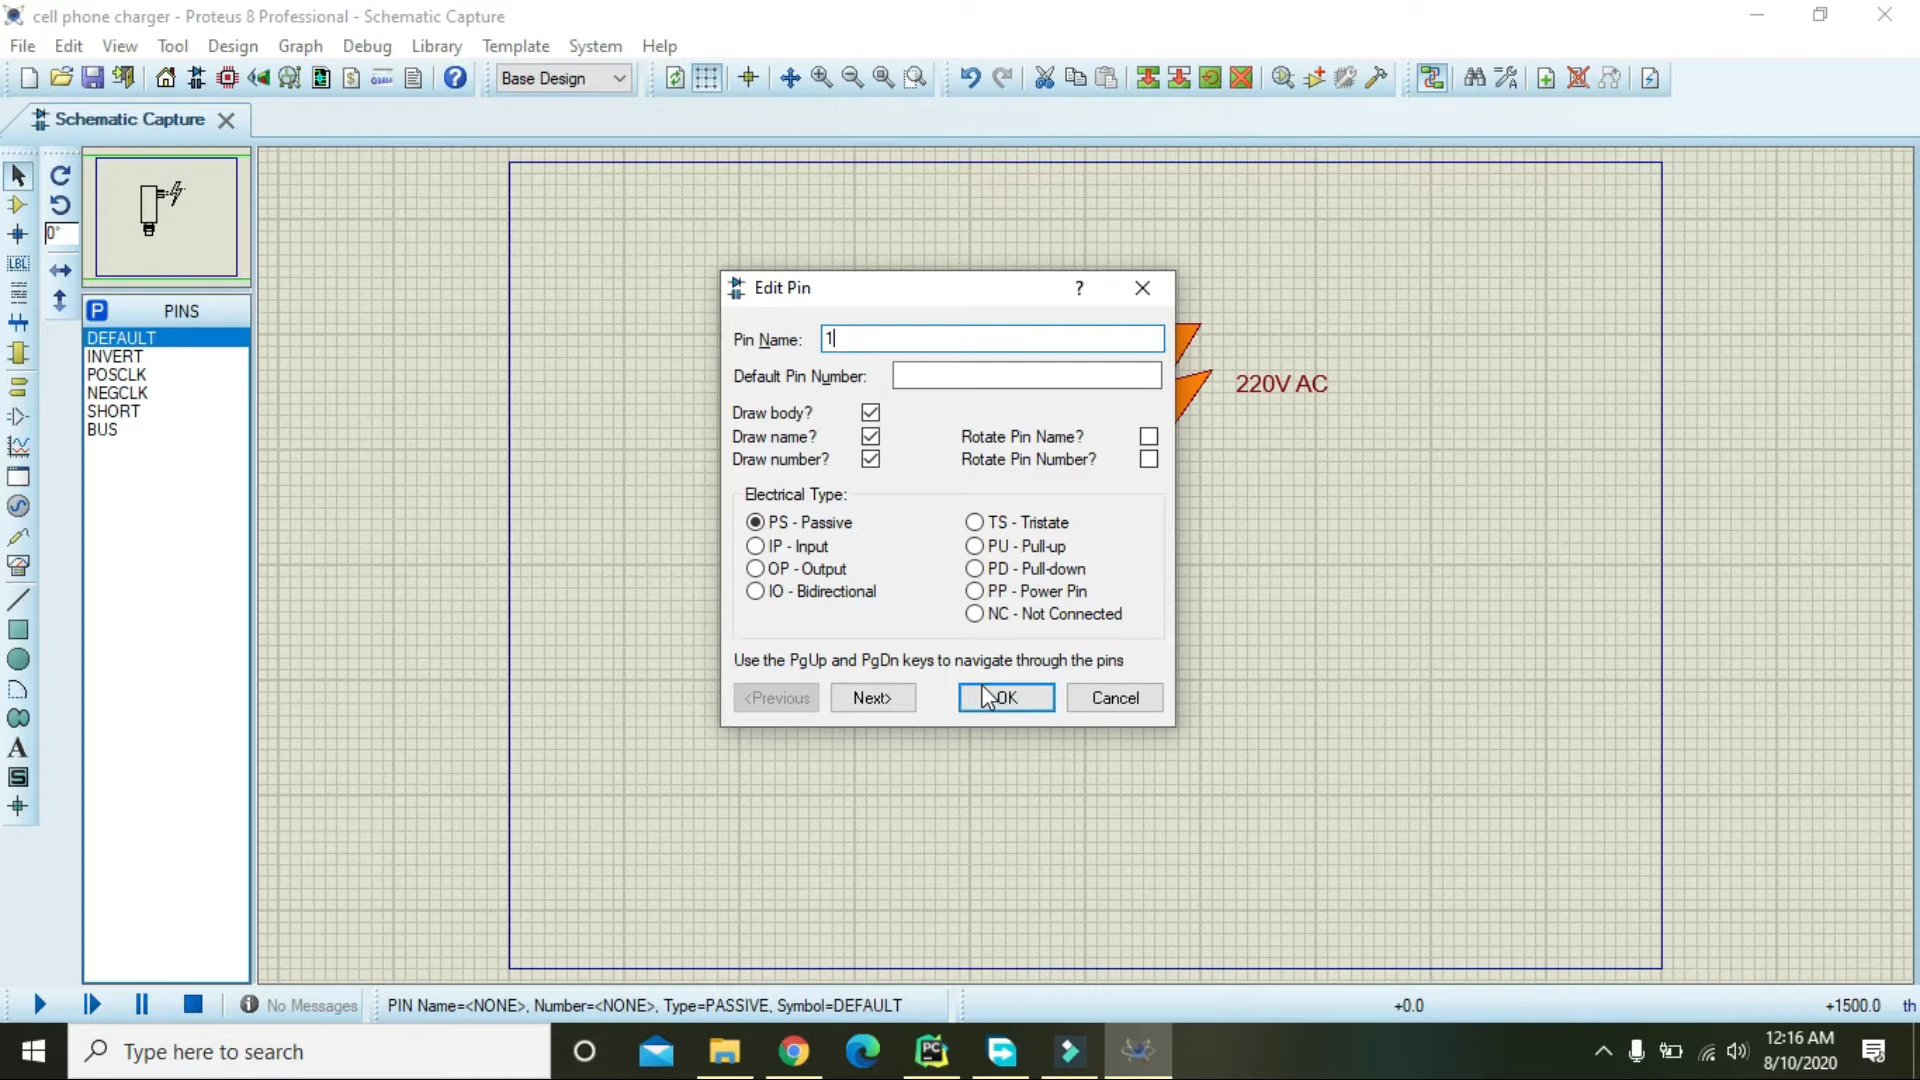 cell phone charger - Proteus 8 Professional - Schematic Capture
File Edit View Tool Design Graph Debug Library Template System Help
Base Design
Schematic Capture
LBL
0°
P PINS
DEFAULT
INVERT
POSCLK
NEGCLK
SHORT
BUS
A
S
Edit Pin ?
Pin Name: 1
Default Pin Number:
Draw body?
Draw name? Rotate Pin Name?
Draw number? Rotate Pin Number?
Electrical Type:
PS - Passive TS - Tristate
IP - Input PU - Pull-up
OP - Output PD - Pull-down
IO - Bidirectional PP - Power Pin
NC - Not Connected
Use the PgUp and PgDn keys to navigate through the pins
<Previous Next> OK Cancel
220V AC
No Messages PIN Name=<NONE>, Number=<NONE>, Type=PASSIVE, Symbol=DEFAULT +0.0 +1500.0 th
Type here to search
PC
12:16 AM
8/10/2020